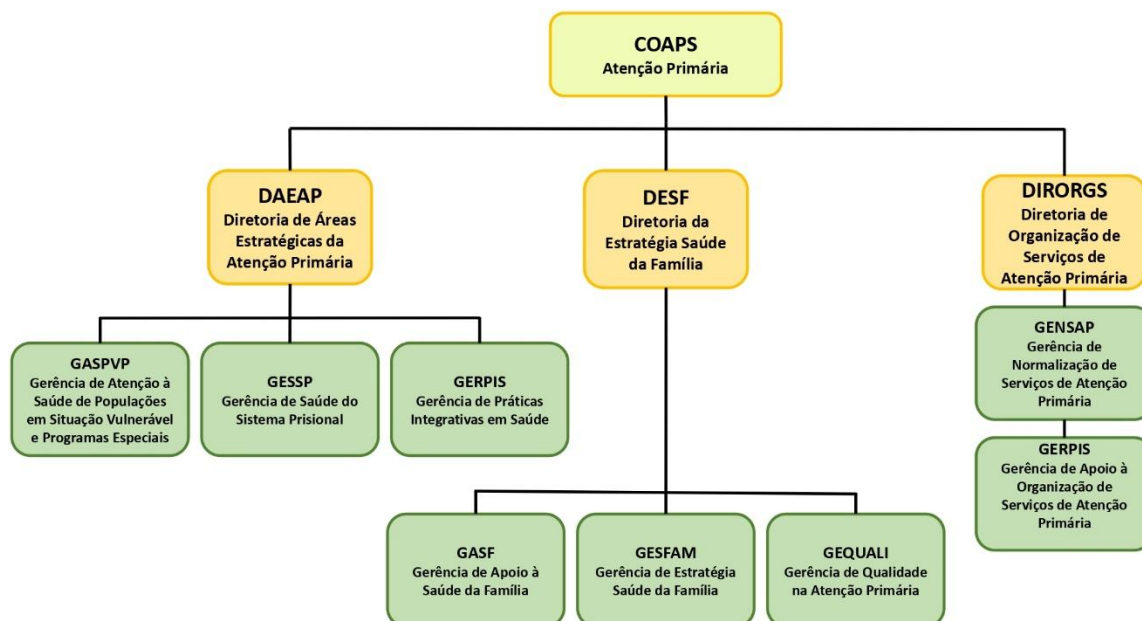 COAPS
Atenção Primária
DAEAP
Diretoria de Áreas
Estratégicas da
Atenção Primária
DESF
Diretoria da
Estratégia Saúde
da Família
DIRORGS
Diretoria de
Organização de
Serviços de
Atenção Primária
GASPVP
Gerência de Atenção à
Saúde de Populações
em Situação Vulnerável
e Programas Especiais
GESSP
Gerência de Saúde do
Sistema Prisional
GERPIS
Gerência de Práticas
Integrativas em Saúde
GENSAP
Gerência de
Normalização de
Serviços de Atenção
Primária
GERPIS
Gerência de Apoio à
Organização de
Serviços de Atenção
Primária
GASF
Gerência de Apoio à
Saúde da Família
GESFAM
Gerência de Estratégia
Saúde da Família
GEQUALI
Gerência de Qualidade
na Atenção Primária